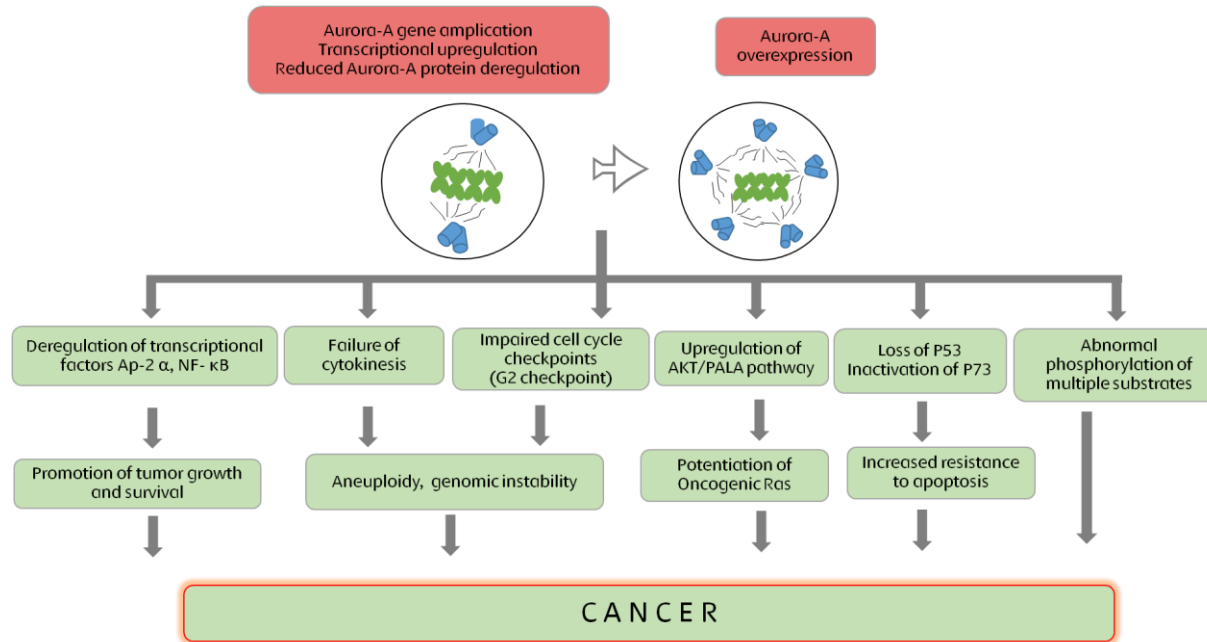 Aurora-A gene amplication
Transcriptional upregulation
Reduced Aurora-A protein deregulation
Aurora-A
overexpression
Deregulation of transcriptional
factors Ap-2 α, NF- κB
Failure of
cytokinesis
Impaired cell cycle
checkpoints
(G2 checkpoint)
Upregulation of
AKT/PALA pathway
Loss of P53
Inactivation of P73
Abnormal
phosphorylation of
multiple substrates
Promotion of tumor growth
and survival
Aneuploidy, genomic instability
Potentiation of
Oncogenic Ras
Increased resistance
to apoptosis
CANCER